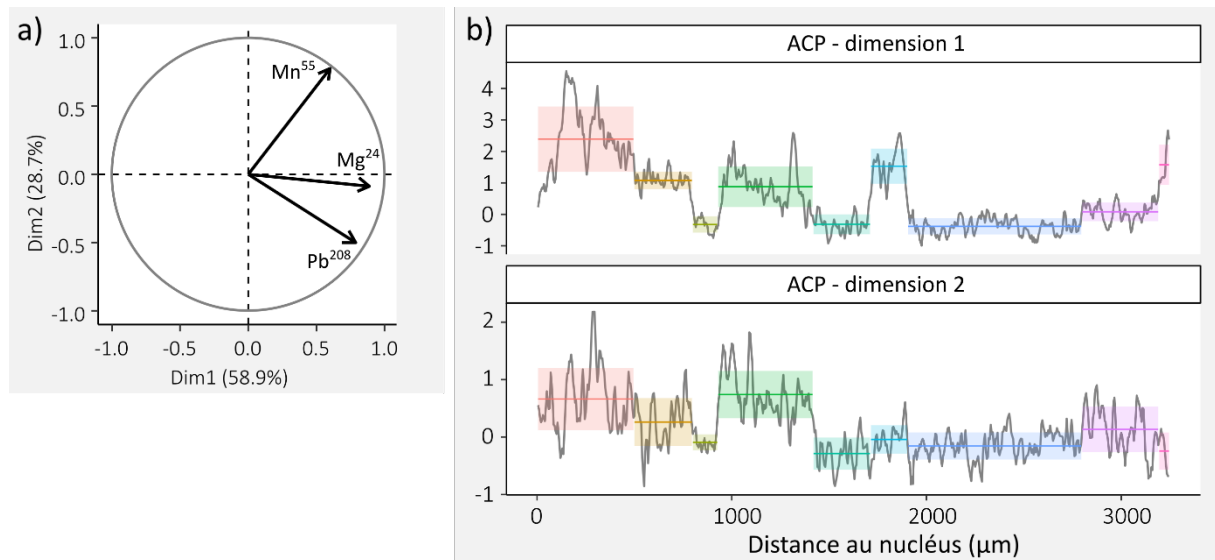 a)
1.0
0.5
0.0
-0.5
-1.0
Dim2 (28.7%)
Mn55
Mg24
Pb208
-1.0 -0.5 0.0 0.5 1.0
Dim1 (58.9%)
b)
ACP - dimension 1
4
3
2
1
0
-1
ACP - dimension 2
2
1
0
-1
0 1000 2000 3000
Distance au nucléus (µm)